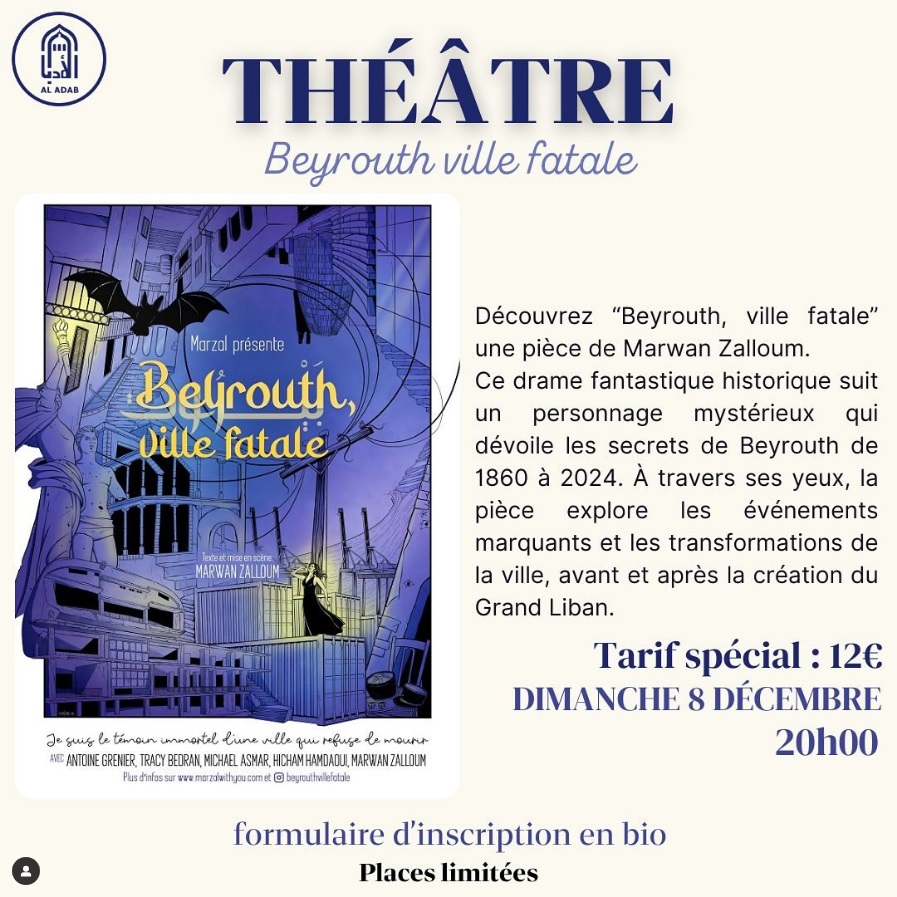 الأدب
AL ADAB
THÉÂTRE
Beyrouth ville fatale
Marzal présente
بيروت
Beyrouth,
ville fatale
Texte et mise en scène:
MARWAN ZALLOUM
Je suis le témoin immortel d'une ville qui refuse de mourir
AVEC ANTOINE GRENIER, TRACY BEDRAN, MICHAEL ASMAR, HICHAM HAMDAOUI, MARWAN ZALLOUM
Plus d'infos sur www.marzalwithyou.com et beyrouthvillefatale
Découvrez “Beyrouth, ville fatale”
une pièce de Marwan Zalloum.
Ce drame fantastique historique suit
un personnage mystérieux qui
dévoile les secrets de Beyrouth de
1860 à 2024. À travers ses yeux, la
pièce explore les événements
marquants et les transformations de
la ville, avant et après la création du
Grand Liban.
Tarif spécial : 12€
DIMANCHE 8 DÉCEMBRE
20h00
formulaire d'inscription en bio
Places limitées